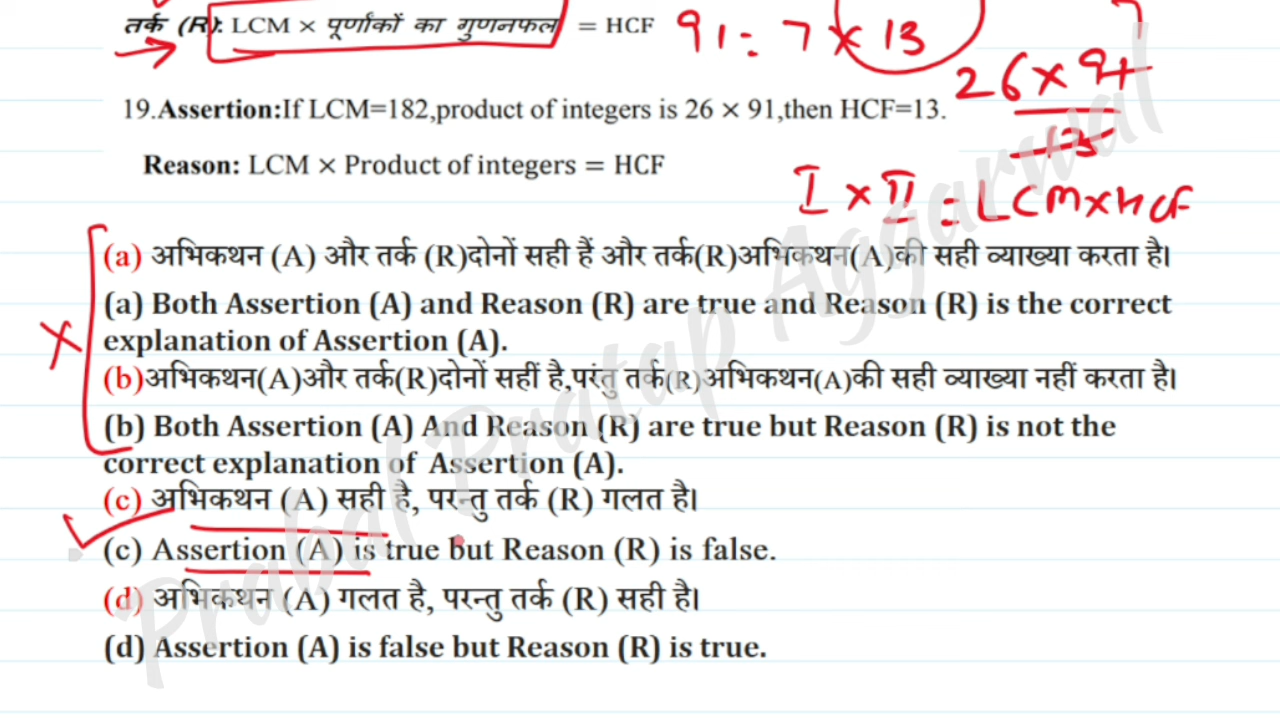 तर्क (R): LCM × पूर्णांकों का गुणनफल = HCF
91 = 7 × 13
26 × 91
13
19.Assertion:If LCM=182,product of integers is 26 × 91,then HCF=13.
Reason: LCM × Product of integers = HCF
I × II = LCM×HCF
(a) अभिकथन (A) और तर्क (R)दोनों सही हैं और तर्क(R)अभिकथन(A)की सही व्याख्या करता है।
(a) Both Assertion (A) and Reason (R) are true and Reason (R) is the correct
explanation of Assertion (A).
(b)अभिकथन(A)और तर्क(R)दोनों सहीं है,परंतु तर्क(R)अभिकथन(A)की सही व्याख्या नहीं करता है।
(b) Both Assertion (A) And Reason (R) are true but Reason (R) is not the
correct explanation of Assertion (A).
(c) अभिकथन (A) सही है, परन्तु तर्क (R) गलत है।
(c) Assertion (A) is true but Reason (R) is false.
(d) अभिकथन (A) गलत है, परन्तु तर्क (R) सही है।
(d) Assertion (A) is false but Reason (R) is true.
Prabal Pratap Aggarwal